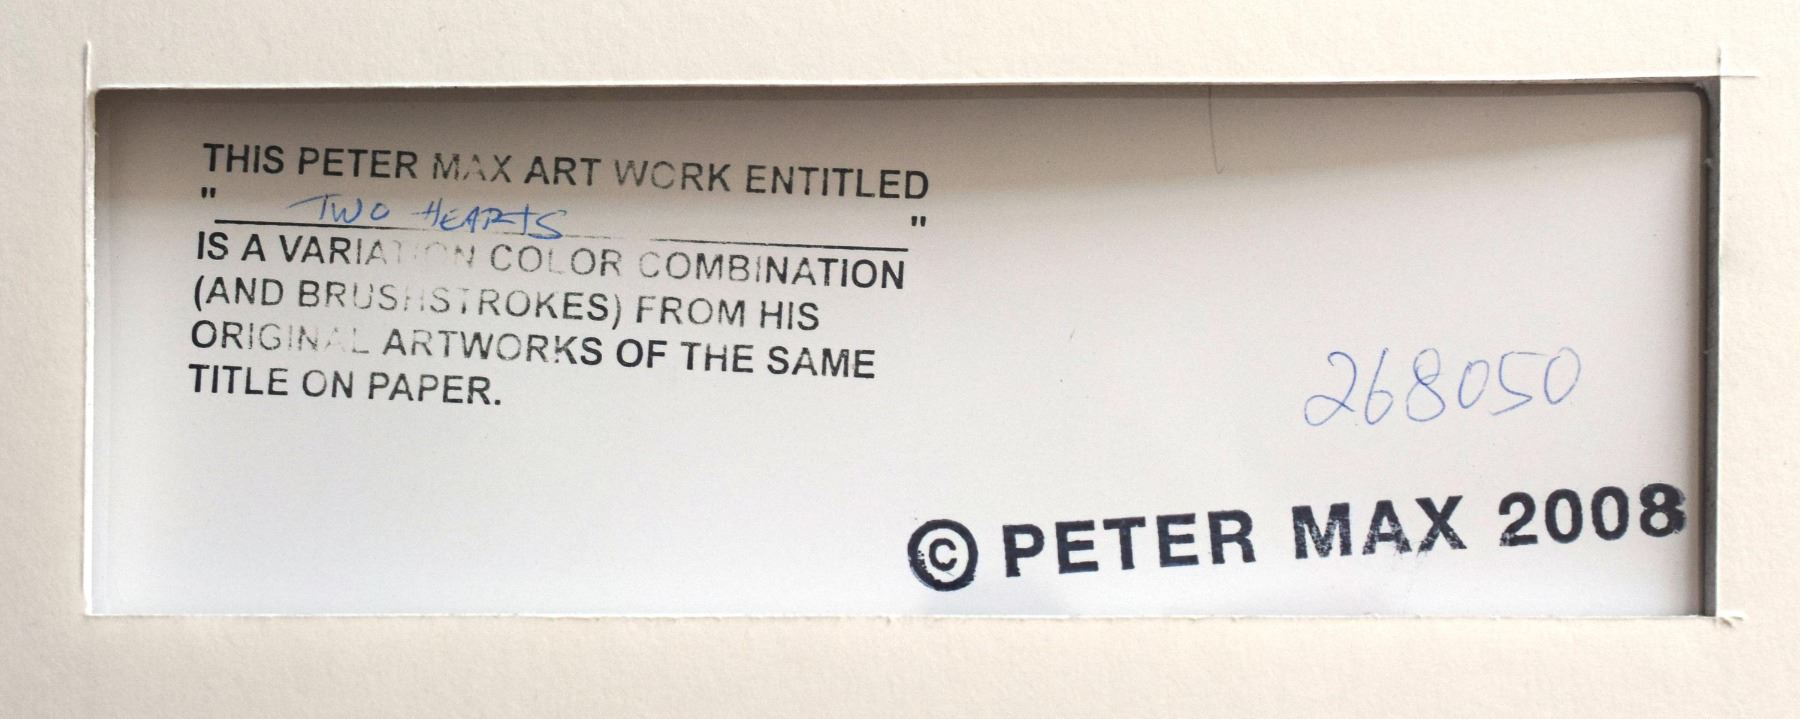 THIS PETER MAX ART WORK ENTITLED
" TWO HEARTS "
IS A VARIATION COLOR COMBINATION
(AND BRUSHSTROKES) FROM HIS
ORIGINAL ARTWORKS OF THE SAME
TITLE ON PAPER.
268050
© PETER MAX 2008